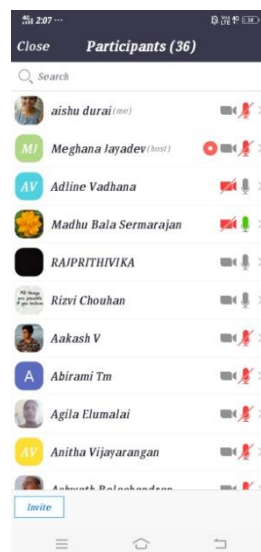 2:07 ...
Close Participants (36)
Search
aishu durai (me)
MJ Meghana Jayadev (host)
AV Adline Vadhana
Madhu Bala Sermarajan
RAJPRITHIVIKA
Rizvi Chouhan
Aakash V
A Abirami Tm
Agila Elumalai
AV Anitha Vijayarangan
Invite